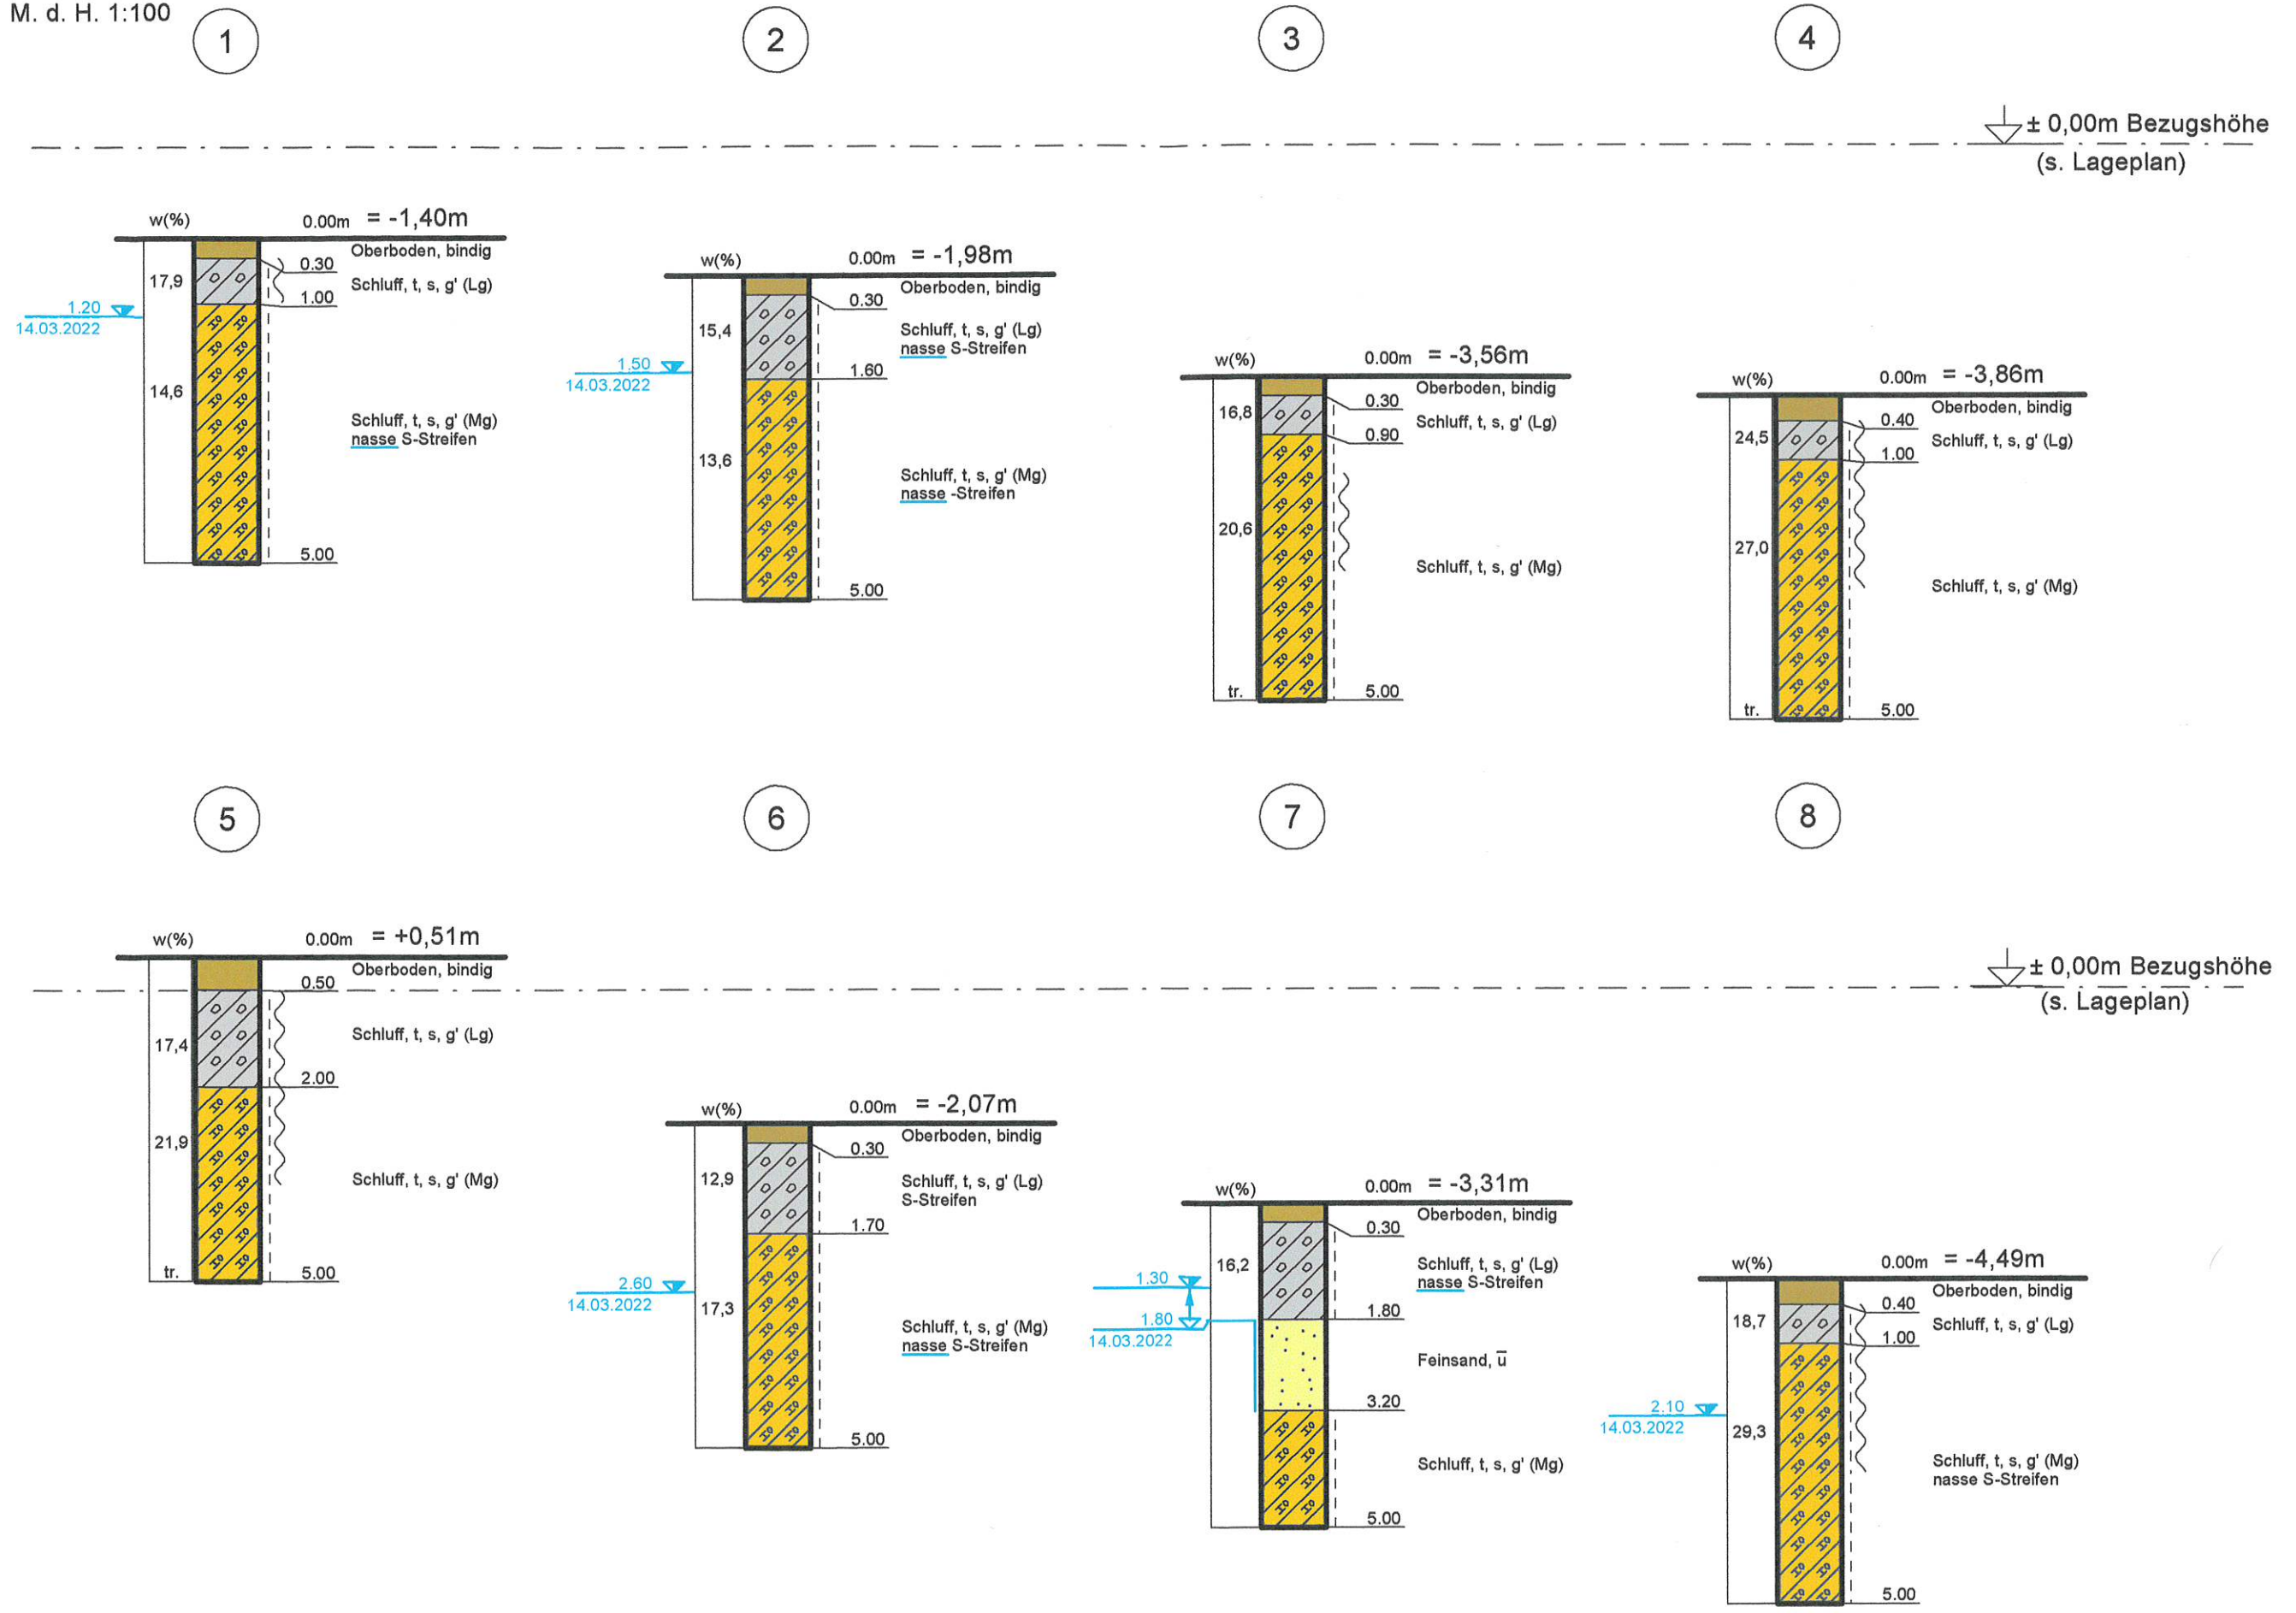 M. d. H. 1:100
1
2
3
4
± 0,00m Bezugshöhe
(s. Lageplan)
w(%)
0.00m = -1,40m
Oberboden, bindig
0.30
17,9
Schluff, t, s, g' (Lg)
1.00
1.20
14.03.2022
14,6
Schluff, t, s, g' (Mg)
nasse S-Streifen
5.00
w(%)
0.00m = -1,98m
Oberboden, bindig
0.30
15,4
Schluff, t, s, g' (Lg)
nasse S-Streifen
1.50
14.03.2022
1.60
13,6
Schluff, t, s, g' (Mg)
nasse -Streifen
5.00
w(%)
0.00m = -3,56m
Oberboden, bindig
0.30
16,8
Schluff, t, s, g' (Lg)
0.90
20,6
Schluff, t, s, g' (Mg)
tr.
5.00
w(%)
0.00m = -3,86m
Oberboden, bindig
0.40
24,5
Schluff, t, s, g' (Lg)
1.00
27,0
Schluff, t, s, g' (Mg)
tr.
5.00
5
6
7
8
± 0,00m Bezugshöhe
(s. Lageplan)
w(%)
0.00m = +0,51m
Oberboden, bindig
0.50
Schluff, t, s, g' (Lg)
17,4
2.00
21,9
Schluff, t, s, g' (Mg)
tr.
5.00
w(%)
0.00m = -2,07m
Oberboden, bindig
0.30
12,9
Schluff, t, s, g' (Lg)
S-Streifen
1.70
2.60
14.03.2022
17,3
Schluff, t, s, g' (Mg)
nasse S-Streifen
5.00
w(%)
0.00m = -3,31m
Oberboden, bindig
0.30
16,2
Schluff, t, s, g' (Lg)
nasse S-Streifen
1.30
1.80
14.03.2022
1.80
Feinsand, u̅
3.20
Schluff, t, s, g' (Mg)
5.00
w(%)
0.00m = -4,49m
Oberboden, bindig
0.40
18,7
Schluff, t, s, g' (Lg)
1.00
2.10
14.03.2022
29,3
Schluff, t, s, g' (Mg)
nasse S-Streifen
5.00